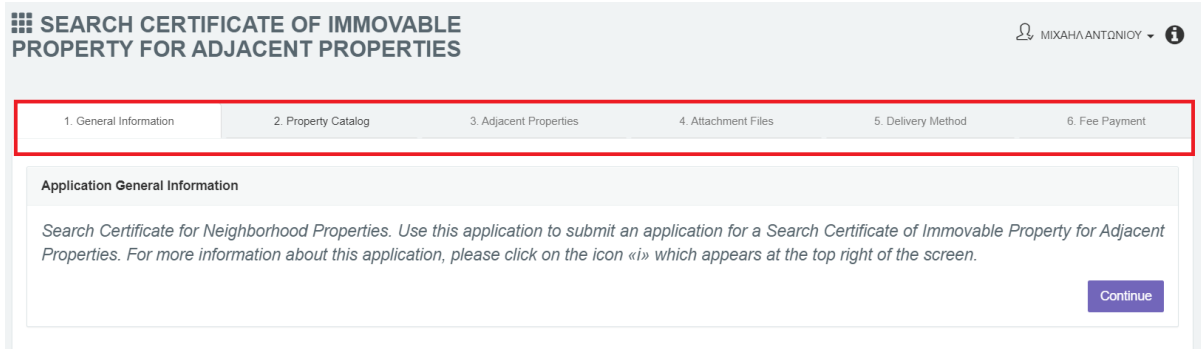 SEARCH CERTIFICATE OF IMMOVABLE
PROPERTY FOR ADJACENT PROPERTIES
ΜΙΧΑΗΛ ΑΝΤΩΝΙΟΥ
1. General Information
2. Property Catalog
3. Adjacent Properties
4. Attachment Files
5. Delivery Method
6. Fee Payment
Application General Information
Search Certificate for Neighborhood Properties. Use this application to submit an application for a Search Certificate of Immovable Property for Adjacent
Properties. For more information about this application, please click on the icon «i» which appears at the top right of the screen.
Continue